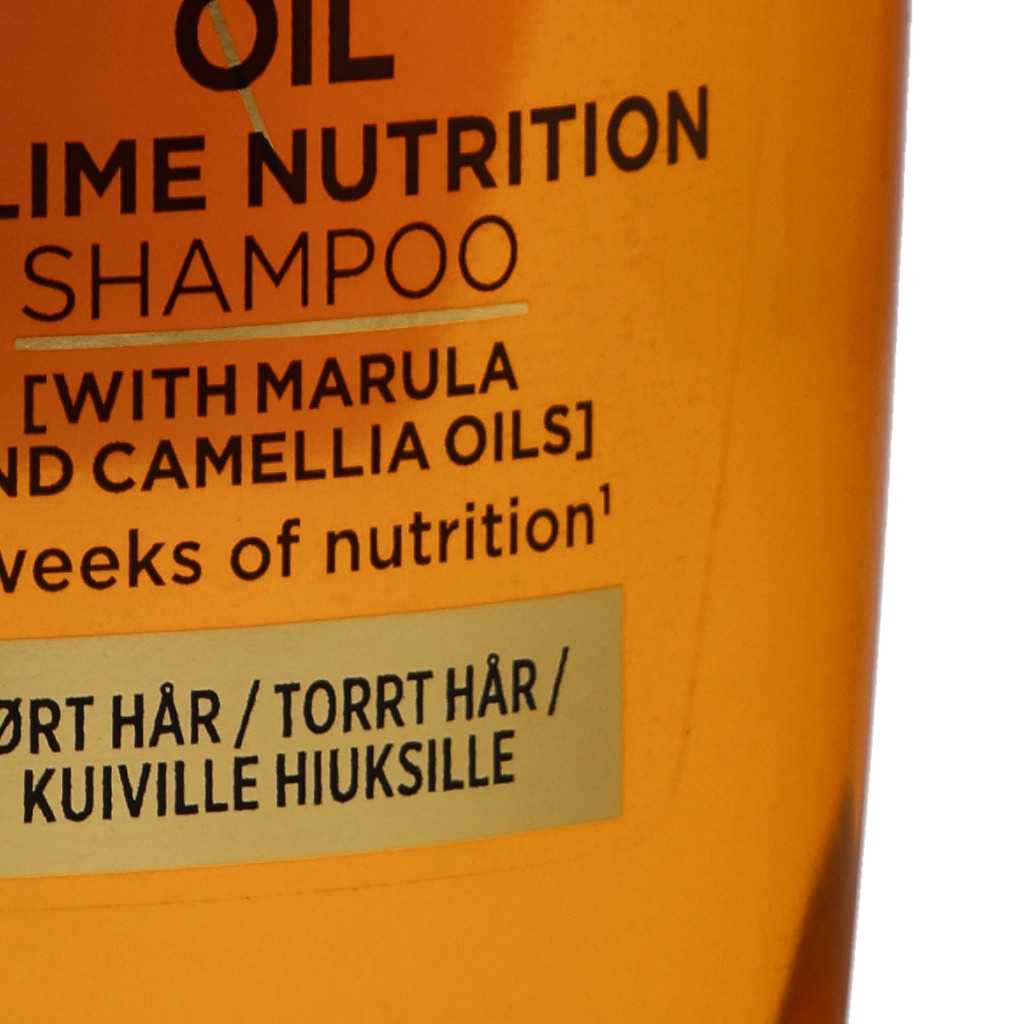 OIL
LIME NUTRITION
SHAMPOO
[WITH MARULA
ND CAMELLIA OILS]
weeks of nutrition¹
ØRT HÅR / TORRT HÅR /
KUIVILLE HIUKSILLE